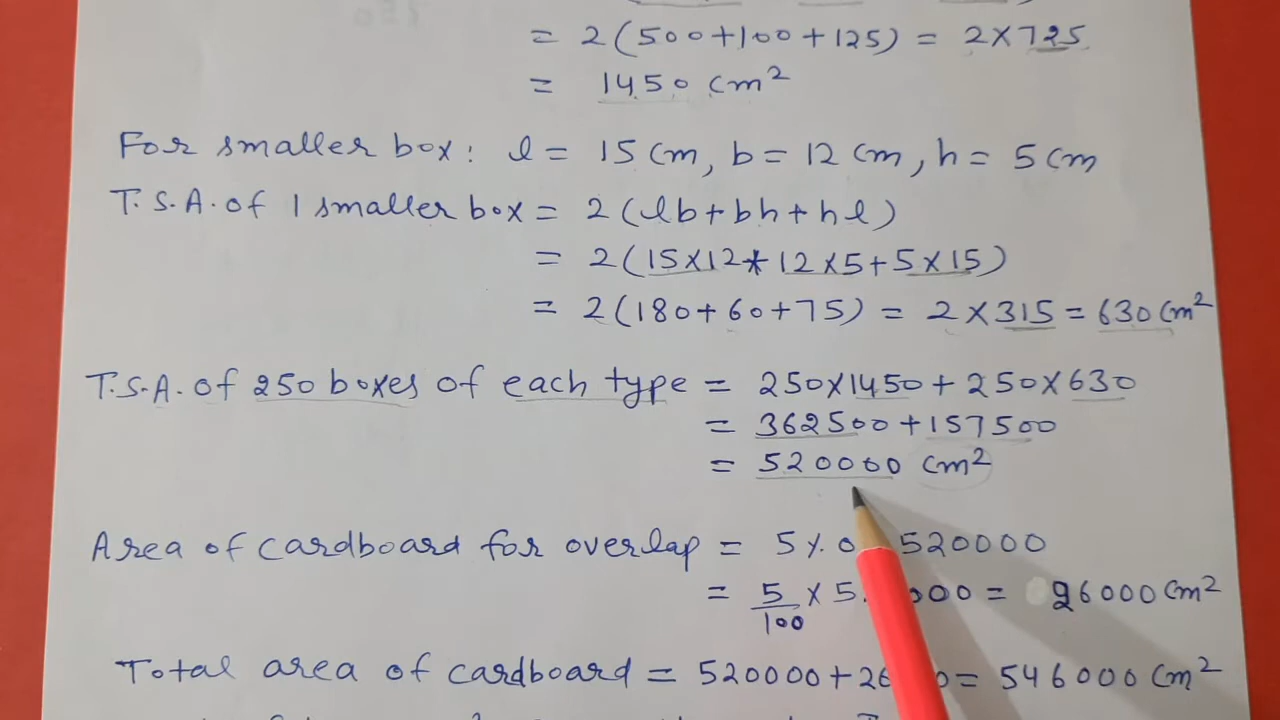 = 2(500+100+125) = 2×725
= 1450 cm²
For smaller box: l = 15 cm, b = 12 cm, h = 5 cm
T.S.A. of 1 smaller box = 2(lb+bh+hl)
= 2(15×12+12×5+5×15)
= 2(180+60+75) = 2×315 = 630 cm²
T.S.A. of 250 boxes of each type = 250×1450+250×630
= 362500+157500
= 520000 cm²
Area of cardboard for overlap = 5% 520000
= 5/100 × 5 000 = 26000 cm²
Total area of cardboard = 520000+26 0 = 546000 cm²